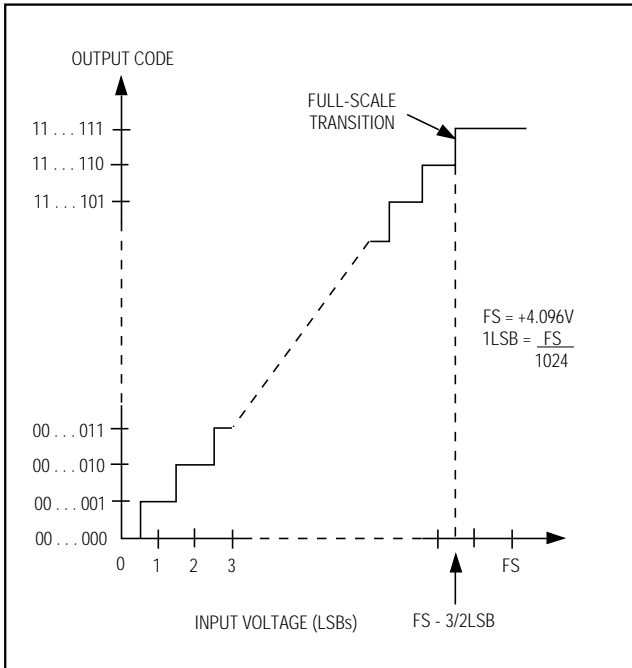 OUTPUT CODE
FULL-SCALE
TRANSITION
11 . . . 111
11 . . . 110
11 . . . 101
FS = +4.096V
1LSB = FS
1024
00 . . . 011
00 . . . 010
00 . . . 001
00 . . . 000
0 1 2 3 FS
INPUT VOLTAGE (LSBs) FS - 3/2LSB